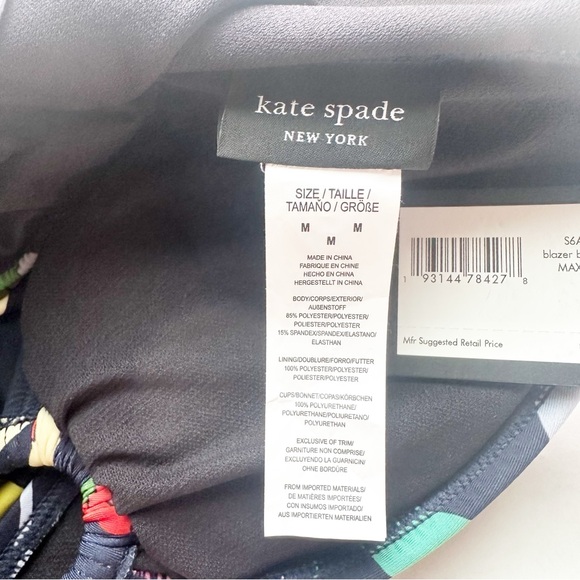 kate spade
NEW YORK
SIZE / TAILLE /
TAMAÑO / GRÖßE
M M
M
MADE IN CHINA
FABRIQUE EN CHINE
HECHO EN CHINA
HERGESTELLT IN CHINA
BODY/CORPS/EXTERIOR/
AUßENSTOFF
85% POLYESTER/POLYESTER/
POLIESTER/POLYESTER
15% SPANDEX/SPANDEX/ELASTANO/
ELASTHAN
LINING/DOUBLURE/FORRO/FUTTER
100% POLYESTER/POLYESTER/
POLIESTER/POLYESTER
CUPS/BONNET/COPAS/KÖRBCHEN
100% POLYURETHANE/
POLYURETHANE/POLIURETANO/
POLYURETHAN
EXCLUSIVE OF TRIM/
GARNITURE NON COMPRISE/
EXCLUYENDO LA GUARNICIN/
OHNE BORDÜRE
FROM IMPORTED MATERIALS/
DE MATIÈRES IMPORTÉES/
CON INSUMOS IMPORTADO/
AUS IMPORTIERTEN MATERIALIEN
S6A
blazer b
MAX
1 93144 78427 8
Mfr Suggested Retail Price